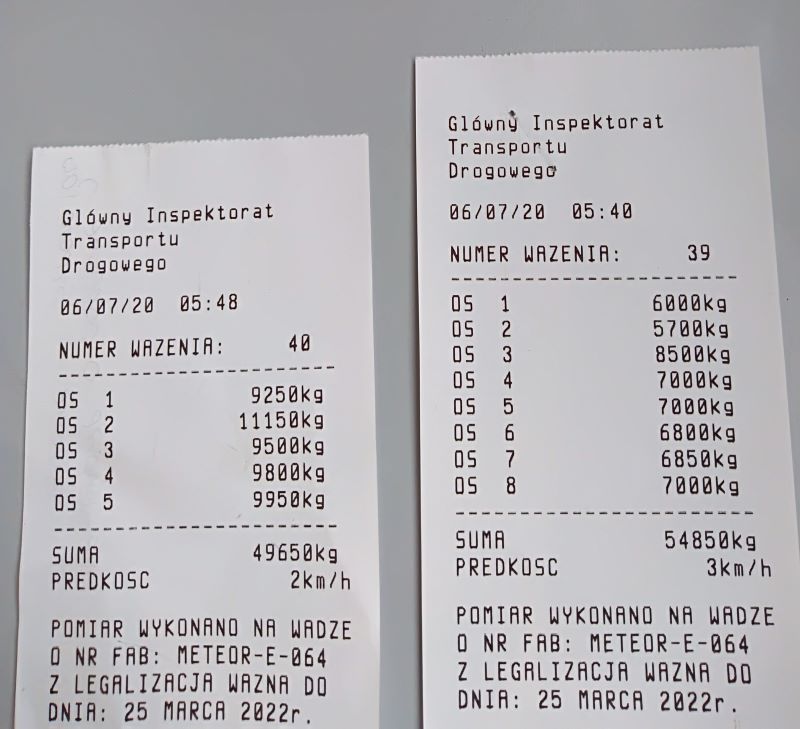 Główny Inspektorat
Transportu
Drogowego
06/07/20 05:48
NUMER WAZENIA: 40
OS 1 9250kg
OS 2 11150kg
OS 3 9500kg
OS 4 9800kg
OS 5 9950kg
SUMA 49650kg
PREDKOSC 2km/h
POMIAR WYKONANO NA WADZE
O NR FAB: METEOR-E-064
Z LEGALIZACJA WAZNA DO
DNIA: 25 MARCA 2022r.
Główny Inspektorat
Transportu
Drogowego
06/07/20 05:40
NUMER WAZENIA: 39
OS 1 6000kg
OS 2 5700kg
OS 3 8500kg
OS 4 7000kg
OS 5 7000kg
OS 6 6800kg
OS 7 6850kg
OS 8 7000kg
SUMA 54850kg
PREDKOSC 3km/h
POMIAR WYKONANO NA WADZE
O NR FAB: METEOR-E-064
Z LEGALIZACJA WAZNA DO
DNIA: 25 MARCA 2022r.